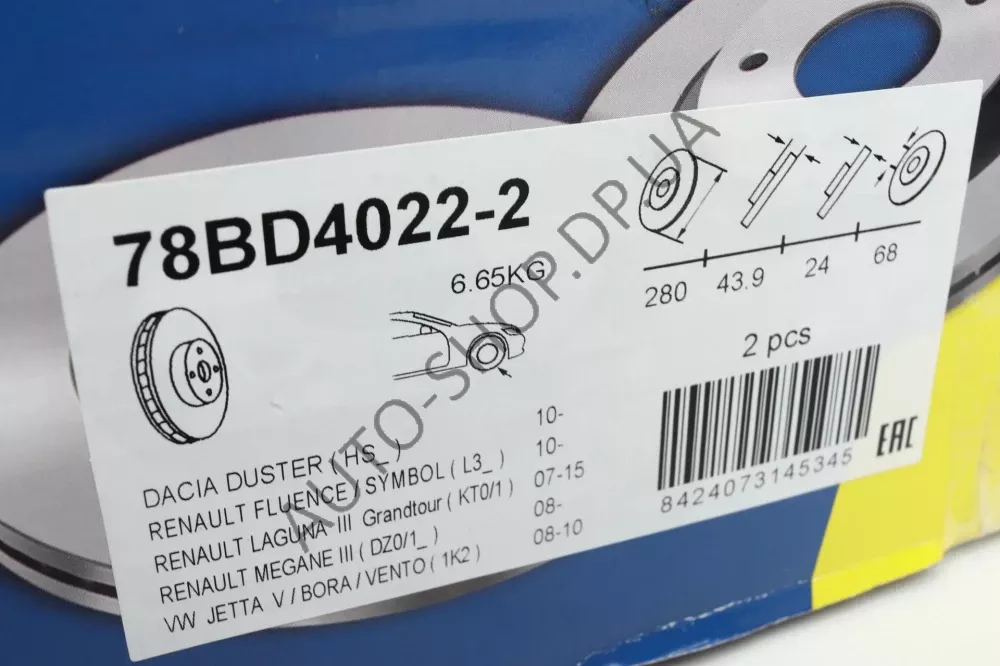 78BD4022-2
6.65KG
280 43.9 24 68
2 pcs
DACIA DUSTER ( HS_ ) 10-
RENAULT FLUENCE / SYMBOL ( L3_ ) 10-
RENAULT LAGUNA III Grandtour ( KT0/1 ) 07-15
RENAULT MEGANE III ( DZ0/1_ ) 08-
VW JETTA V / BORA / VENTO ( 1K2 ) 08-10
8424073145345
EAC
AUTO-SHOP.DP.UA